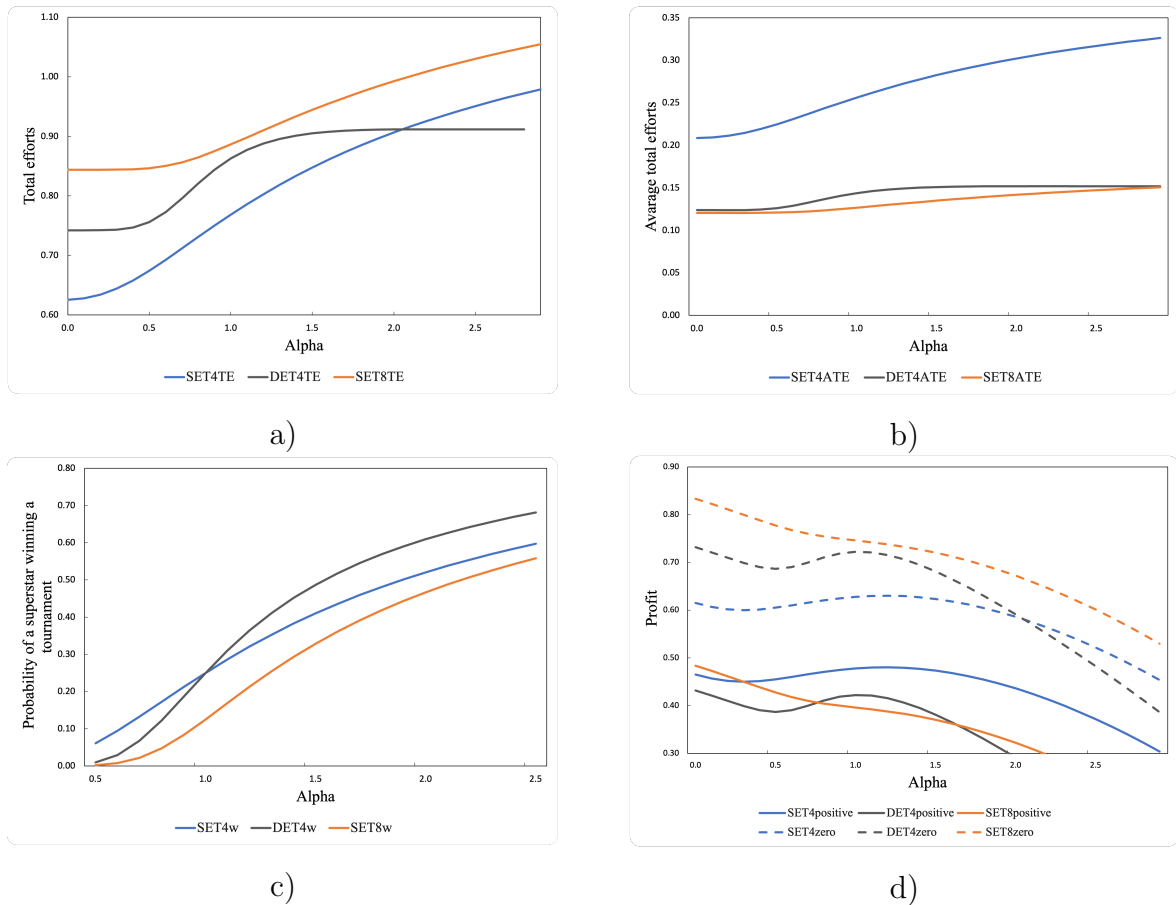 1.10
1.00
0.90
0.80
0.70
0.60
Total efforts
0.0 0.5 1.0 1.5 2.0 2.5
Alpha
SET4TE DET4TE SET8TE
a)
0.35
0.30
0.25
0.20
0.15
0.10
0.05
0.00
Avarage total efforts
0.0 0.5 1.0 1.5 2.0 2.5
Alpha
SET4ATE DET4ATE SET8ATE
b)
0.80
0.70
0.60
0.50
0.40
0.30
0.20
0.10
0.00
Probability of a superstar winning a
tournament
0.5 1.0 1.5 2.0 2.5
Alpha
SET4w DET4w SET8w
c)
0.90
0.80
0.70
0.60
0.50
0.40
0.30
Profit
0.0 0.5 1.0 1.5 2.0 2.5
Alpha
SET4positive DET4positive SET8positive
SET4zero DET4zero SET8zero
d)